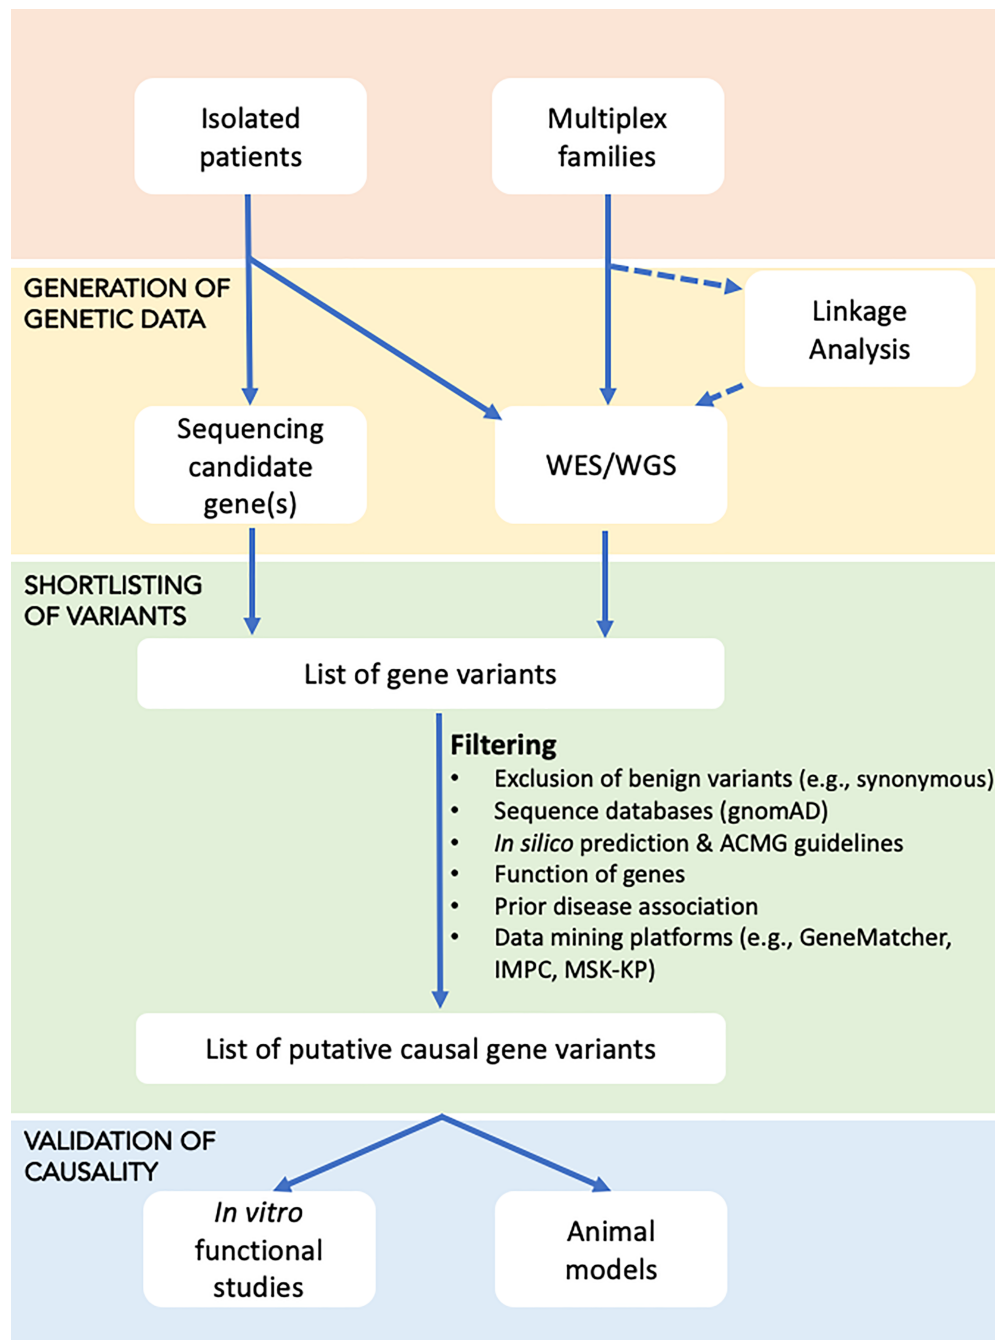 Isolated
patients
Multiplex
families
GENERATION OF
GENETIC DATA
Linkage
Analysis
Sequencing
candidate
gene(s)
WES/WGS
SHORTLISTING
OF VARIANTS
List of gene variants
Filtering
• Exclusion of benign variants (e.g., synonymous)
• Sequence databases (gnomAD)
• In silico prediction & ACMG guidelines
• Function of genes
• Prior disease association
• Data mining platforms (e.g., GeneMatcher,
IMPC, MSK-KP)
List of putative causal gene variants
VALIDATION OF
CAUSALITY
In vitro
functional
studies
Animal
models